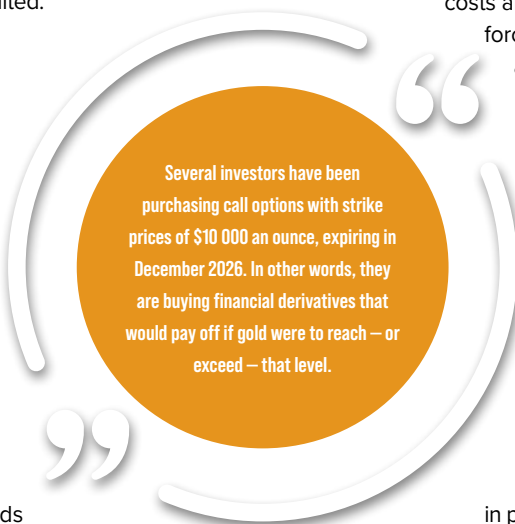 costs a
Several investors have been
purchasing call options with strike
prices of $10 000 an ounce, expiring in
December 2026. In other words, they
are buying financial derivatives that
would pay off if gold were to reach – or
exceed – that level.
in p